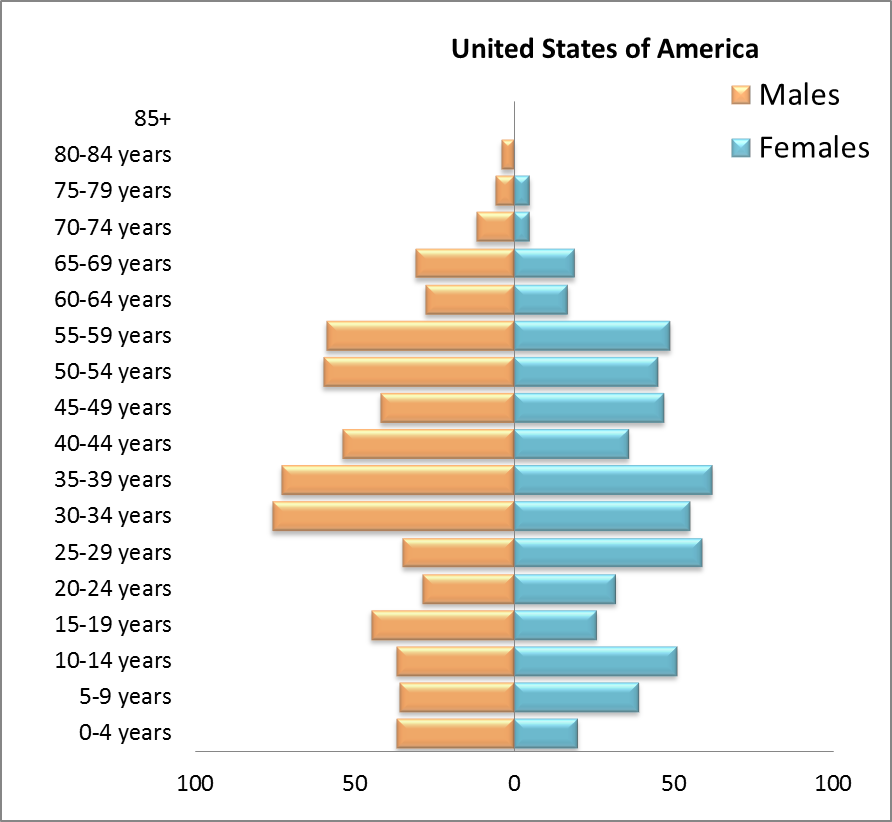 United States of America
Males
Females
85+
80-84 years
75-79 years
70-74 years
65-69 years
60-64 years
55-59 years
50-54 years
45-49 years
40-44 years
35-39 years
30-34 years
25-29 years
20-24 years
15-19 years
10-14 years
5-9 years
0-4 years
100 50 0 50 100